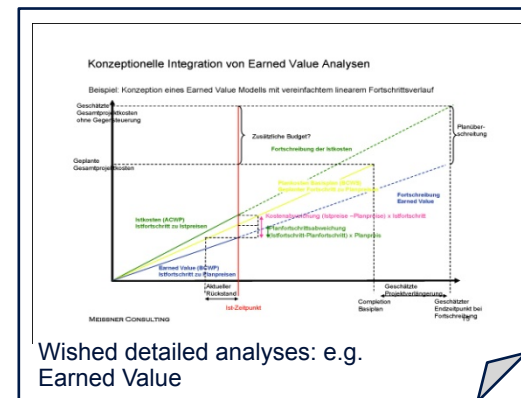 Konzeptionelle Integration von Earned Value Analysen
Beispiel: Konzeption eines Earned Value Modells mit vereinfachtem linearem Fortschrittsverlauf
Geschätzte
Gesamtprojektkosten
ohne Gegensteuerung
Zusätzliche Budget?
Planüber-
schreitung
Fortschreibung der Istkosten
Geplante
Gesamtprojektkosten
Fortschreibung
Earned Value
Istkosten (ACWP)
Istfortschritt zu Istpreisen
Kostenabweichung (Istpreise –Planpreise) x Istfortschritt
Planfortschrittsabweichung
(Istfortschritt-Planfortschritt) x Planpreis
Earned Value (BCWP)
Istfortschritt zu Planpreisen
Aktueller
Rückstand
Ist-Zeitpunkt
Geschätzte
Projektverlängerung
Completion
Basisplan
Geschätzter
Endzeitpunkt bei
Fortschreibung
MEISSNER CONSULTING
Wished detailed analyses: e.g.
Earned Value